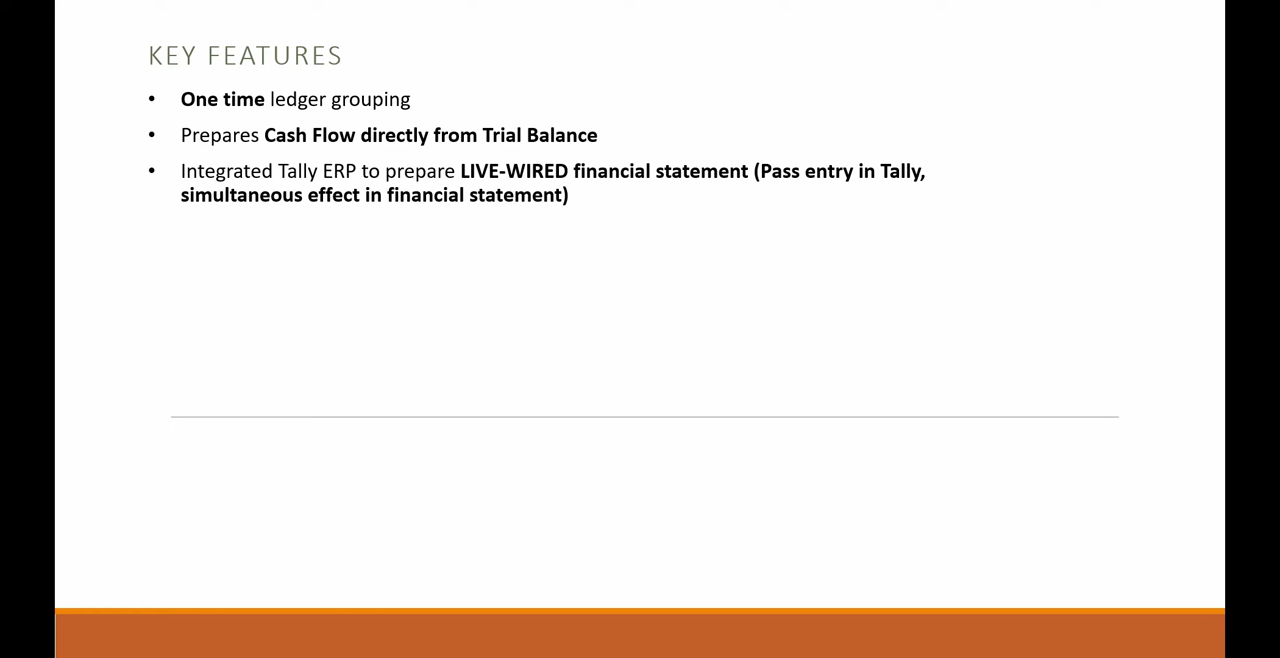 KEY FEATURES
• One time ledger grouping
• Prepares Cash Flow directly from Trial Balance
• Integrated Tally ERP to prepare LIVE-WIRED financial statement (Pass entry in Tally,
simultaneous effect in financial statement)